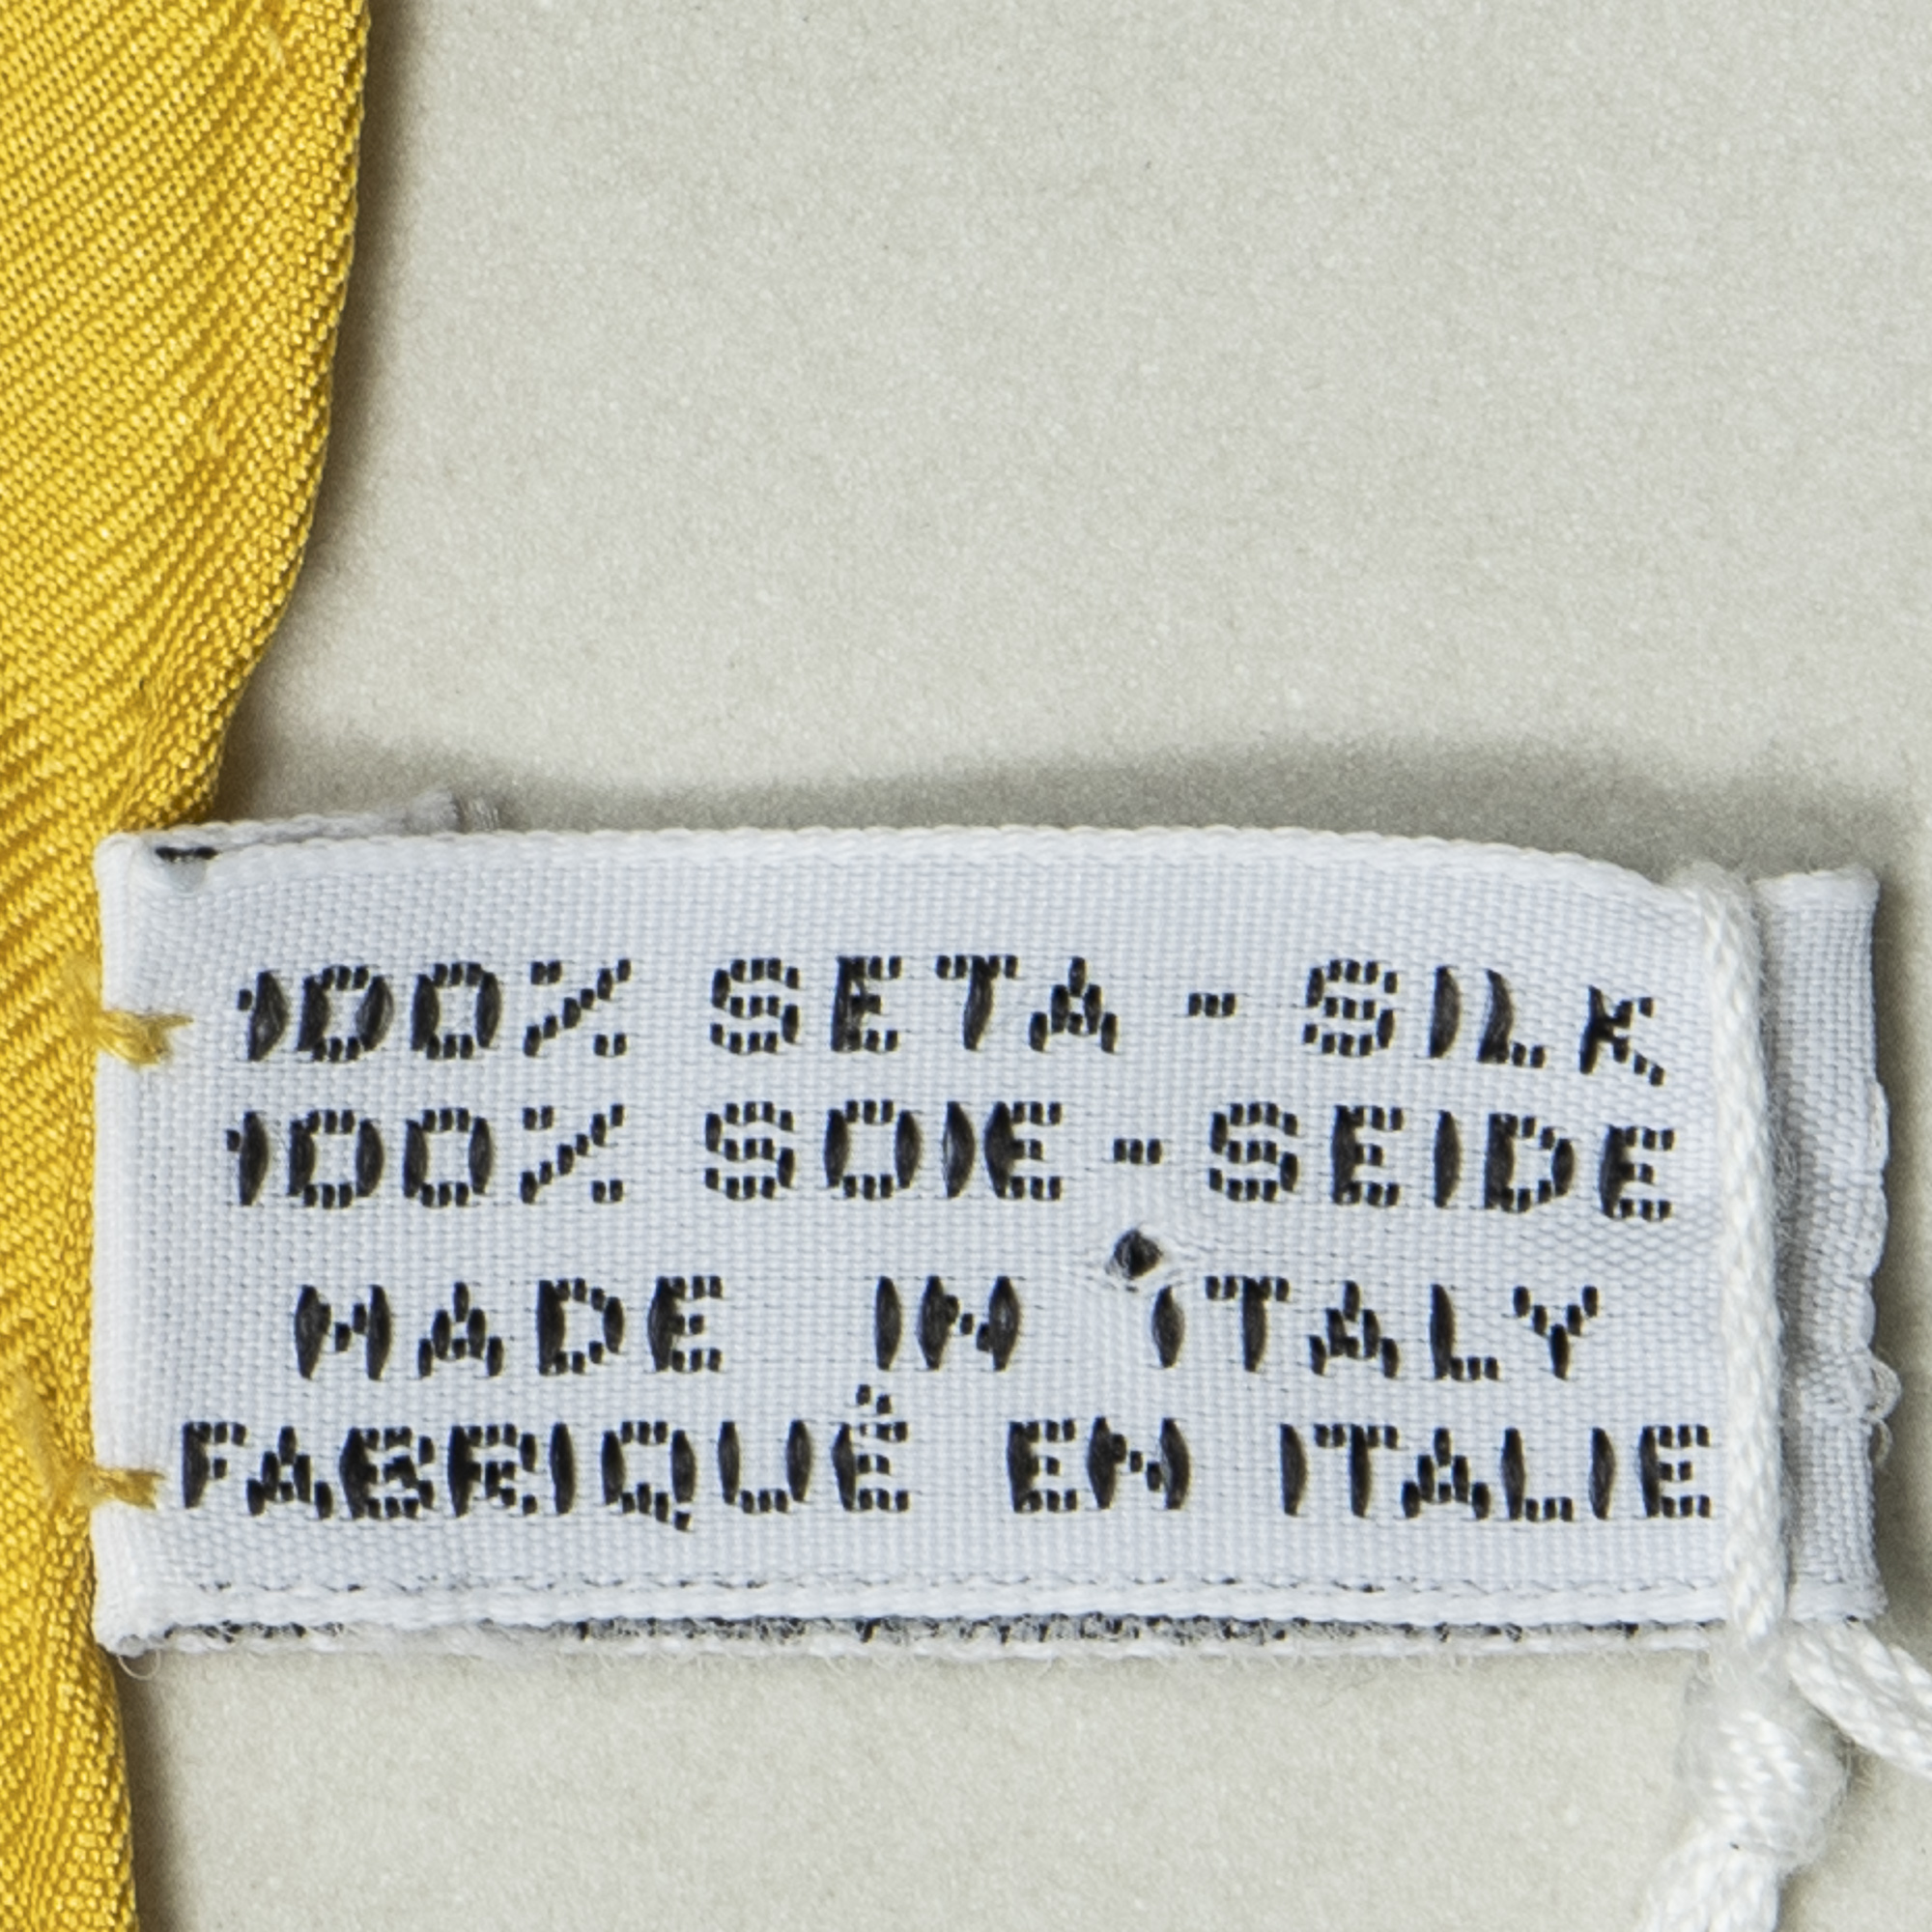 100% SETA - SILK
100% SOIE - SEIDE
MADE IN ITALY
FABRIQUÉ EN ITALIE